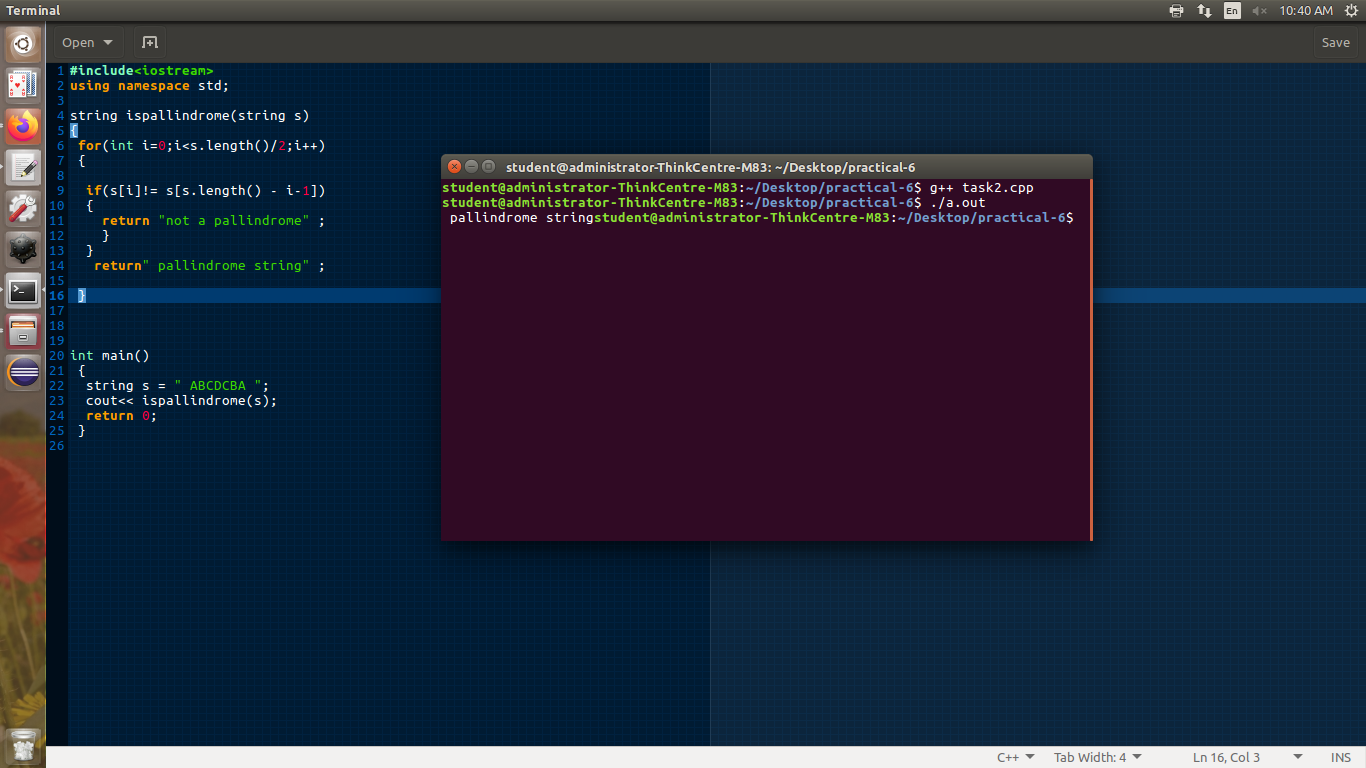 Terminal
En
10:40 AM
Open
Save
1 #include<iostream>
2 using namespace std;
3
4 string ispallindrome(string s)
5 {
6  for(int i=0;i<s.length()/2;i++)
7  {
8
9   if(s[i]!= s[s.length() - i-1])
10   {
11     return "not a pallindrome" ;
12     }
13   }
14    return" pallindrome string" ;
15
16  }
17
18
19
20 int main()
21  {
22   string s = " ABCDCBA ";
23   cout<< ispallindrome(s);
24   return 0;
25  }
26
student@administrator-ThinkCentre-M83: ~/Desktop/practical-6
student@administrator-ThinkCentre-M83:~/Desktop/practical-6$ g++ task2.cpp
student@administrator-ThinkCentre-M83:~/Desktop/practical-6$ ./a.out
 pallindrome stringstudent@administrator-ThinkCentre-M83:~/Desktop/practical-6$
C++
Tab Width: 4
Ln 16, Col 3
INS